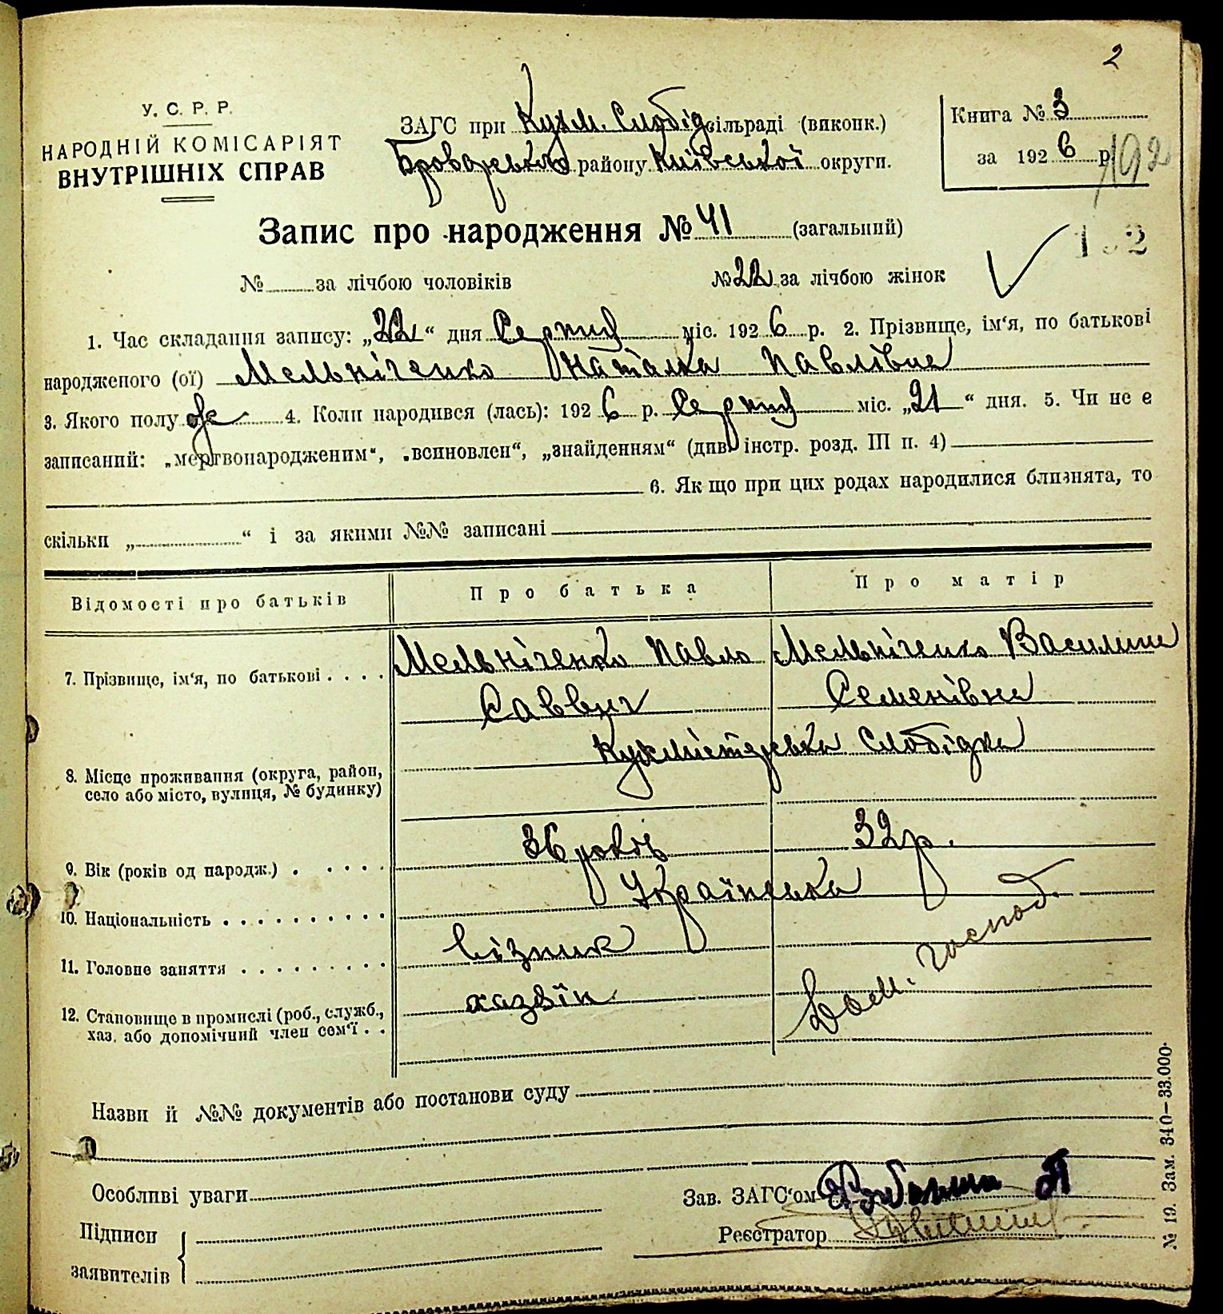 2
У. С. Р. Р.
НАРОДНІЙ КОМІСАРІЯТ
ВНУТРІШНІХ СПРАВ
ЗАГС при Кухм. Слобід. сільраді (виконк.)
Броварського району Київської округи.
Книга № 3
за 1926 р.
192
Запис про народження № 41 (загальний)
№ за лічбою чоловіків № 22 за лічбою жінок
1. Час складання запису: „22“ дня Серпня міс. 1926 р. 2. Прізвище, ім‘я, по батькові
народженого (ої) Мельніченко Наталка Павлівна
3. Якого полу ж 4. Коли народився (лась): 1926 р. Серпня міс. „21“ дня. 5. Чи не є
записаний: „мертвонародженим“, „всиновлен“, „знайденням“ (див. інстр. розд. III п. 4)
6. Якщо при цих родах народилися близнята, то
скільки „ “ і за якими №№ записані
Відомості про батьків Про батька Про матір
7. Прізвище, ім‘я, по батькові Мельніченко Павло Мельніченко Василина
Саввич Семенівна
8. Місце проживання (округа, район, село або місто, вулиця, № будинку) Кухмістерська Слобідка
9. Вік (років од народж.) 36 років 32 р.
10. Національність Українська
11. Головне заняття візник Дом. господ.
12. Становище в промислі (роб., служб., хазяїн
хаз. або допомічний член сем‘ї
Назви й №№ документів або постанови суду
Особливі уваги
Зав. ЗАГС‘ом
Підписи
заявителів
Реєстратор
№ 19. Зам. 340—33.000.